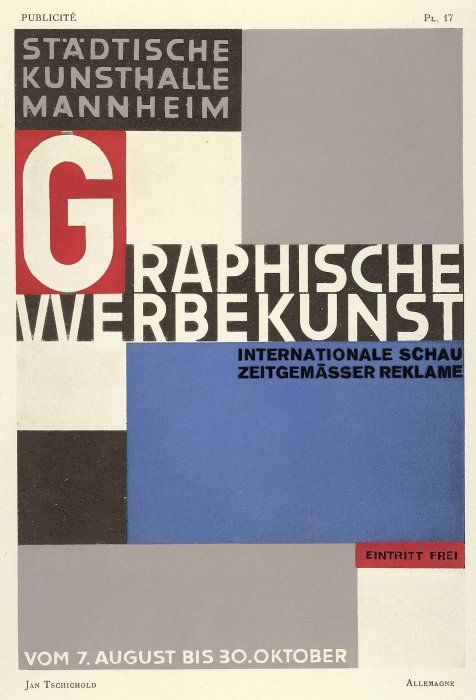 PUBLICITÉ
PL. 17
STÄDTISCHE
KUNSTHALLE
MANNHEIM
GRAPHISCHE
WERBEKUNST
INTERNATIONALE SCHAU
ZEITGEMÄSSER REKLAME
EINTRITT FREI
VOM 7. AUGUST BIS 30. OKTOBER
JAN TSCHICHOLD
ALLEMAGNE